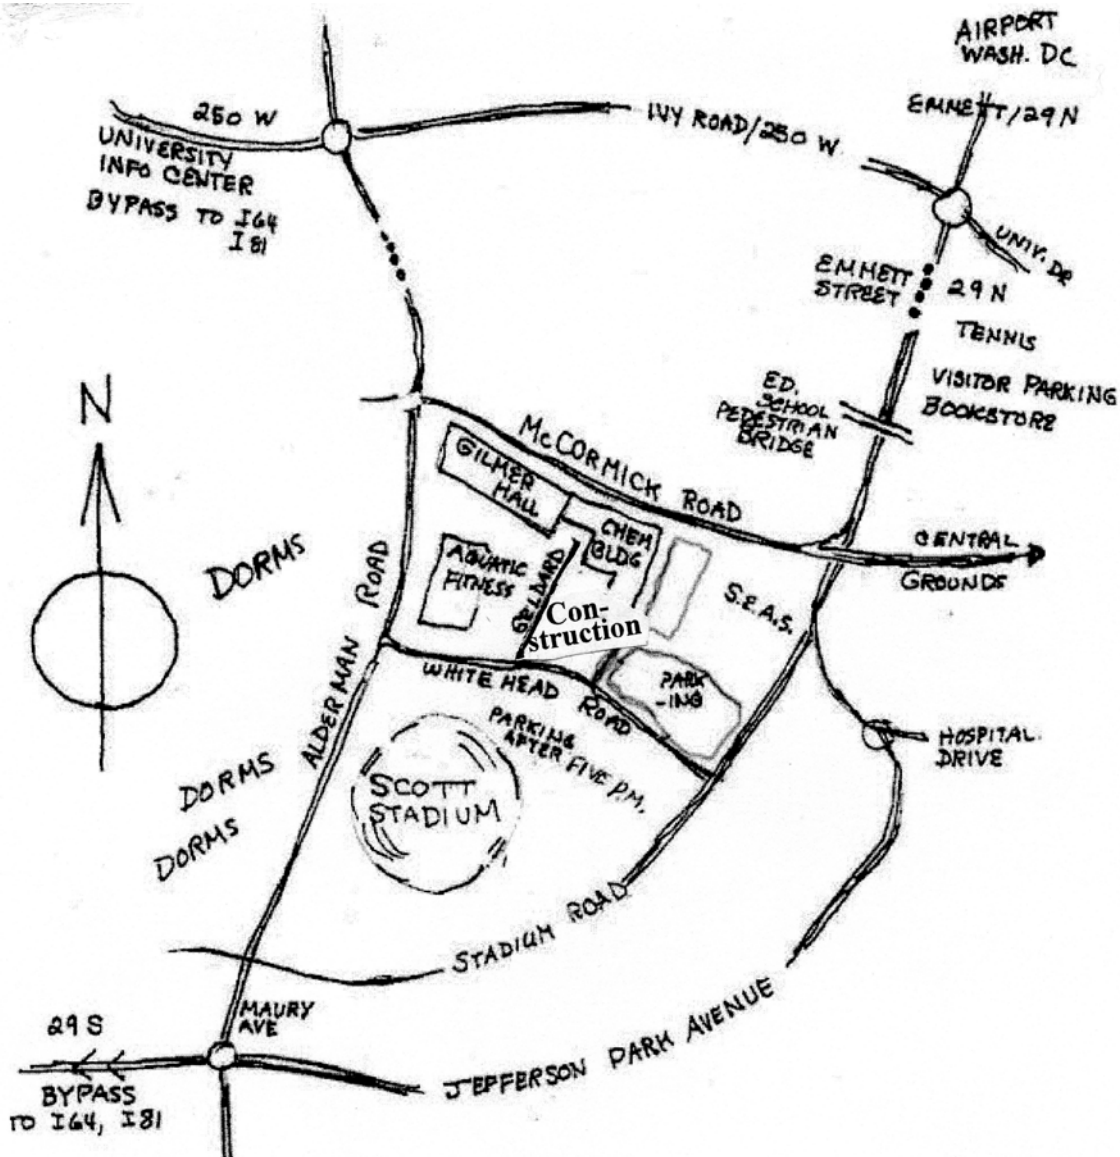 AIRPORT
WASH. DC
EMMETT/29N
250 W
IVY ROAD/250 W
UNIVERSITY
INFO CENTER
BYPASS TO I64
I 81
UNIV. DR
EMMETT
STREET
29 N
TENNIS
VISITOR PARKING
BOOKSTORE
ED.
SCHOOL
PEDESTRIAN
BRIDGE
N
McCORMICK ROAD
GILMER
HALL
CHEM
BLDG
CENTRAL
GROUNDS
DORMS
AQUATIC
FITNESS
GELDARD
S.E.A.S.
Con-
struction
ALDERMAN ROAD
WHITE HEAD ROAD
PARK
-ING
PARKING
AFTER FIVE P.M.
HOSPITAL
DRIVE
SCOTT
STADIUM
DORMS
DORMS
STADIUM ROAD
MAURY
AVE
29 S
JEFFERSON PARK AVENUE
BYPASS
TO I64, I81